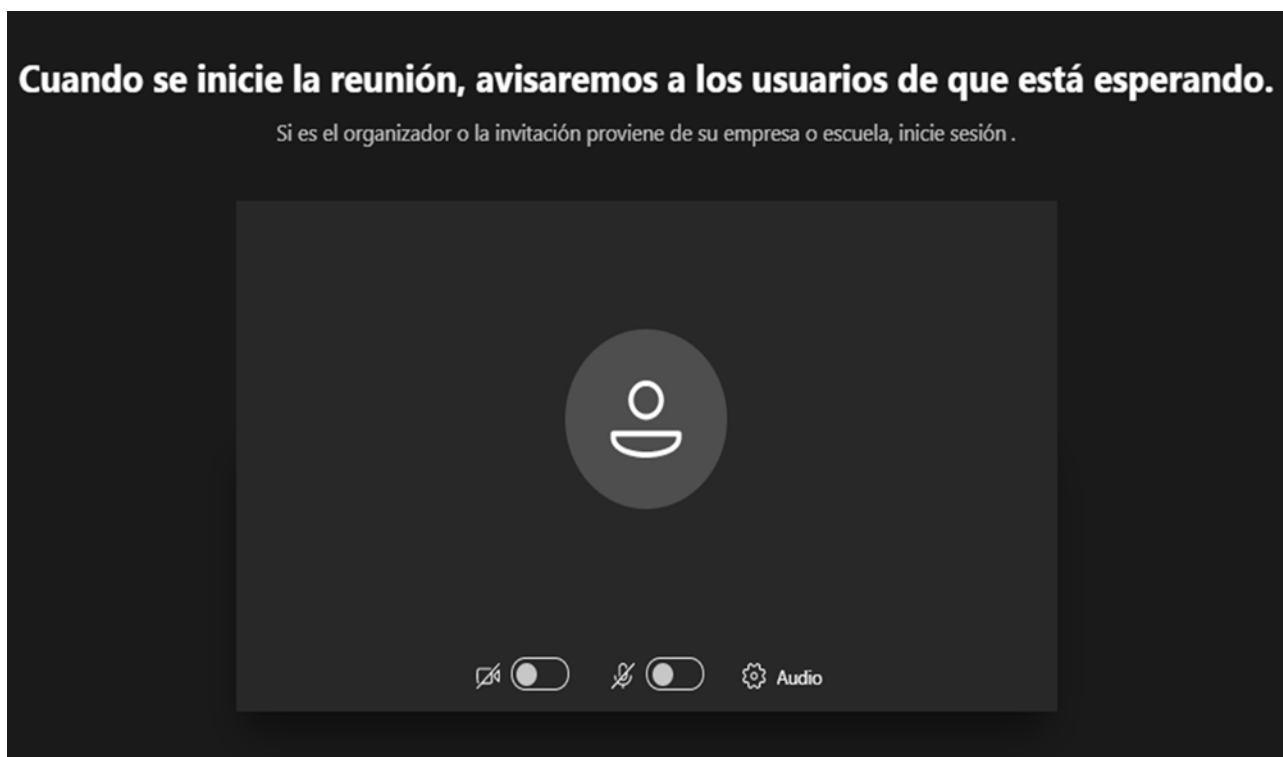 Cuando se inicie la reunión, avisaremos a los usuarios de que está esperando.
Si es el organizador o la invitación proviene de su empresa o escuela, inicie sesión .
Audio